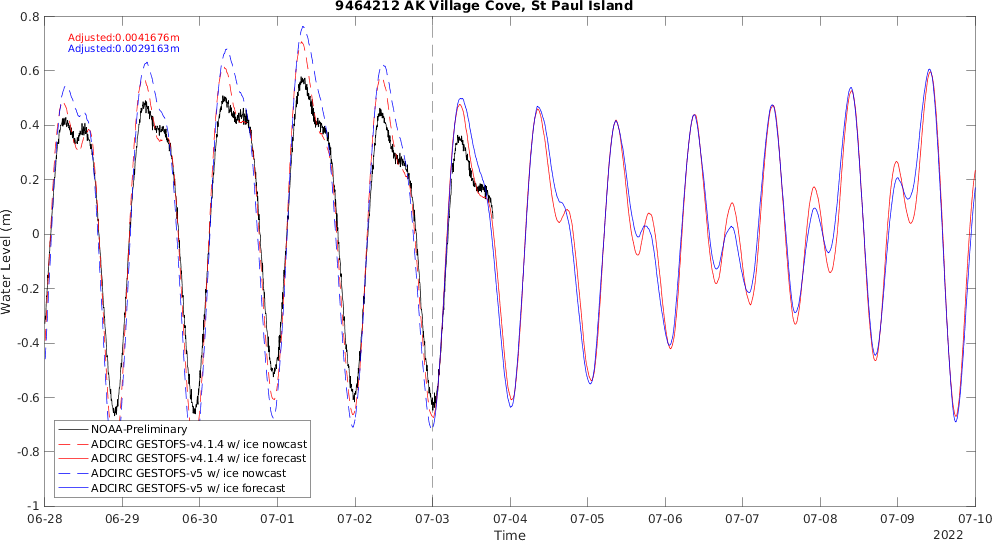 9464212 AK Village Cove, St Paul Island
Adjusted:0.0041676m
Adjusted:0.0029163m
Water Level (m)
0.8
0.6
0.4
0.2
0
-0.2
-0.4
-0.6
-0.8
-1
NOAA-Preliminary
ADCIRC GESTOFS-v4.1.4 w/ ice nowcast
ADCIRC GESTOFS-v4.1.4 w/ ice forecast
ADCIRC GESTOFS-v5 w/ ice nowcast
ADCIRC GESTOFS-v5 w/ ice forecast
06-28 06-29 06-30 07-01 07-02 07-03 07-04 07-05 07-06 07-07 07-08 07-09 07-10
Time
2022